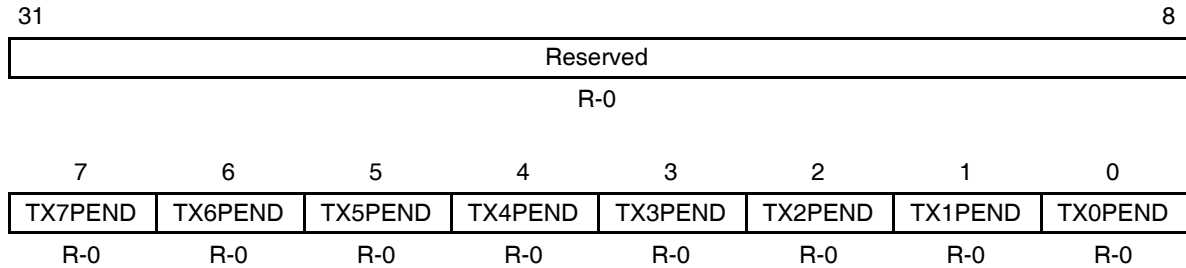 31 8
Reserved
R-0
7 6 5 4 3 2 1 0
TX7PEND TX6PEND TX5PEND TX4PEND TX3PEND TX2PEND TX1PEND TX0PEND
R-0 R-0 R-0 R-0 R-0 R-0 R-0 R-0